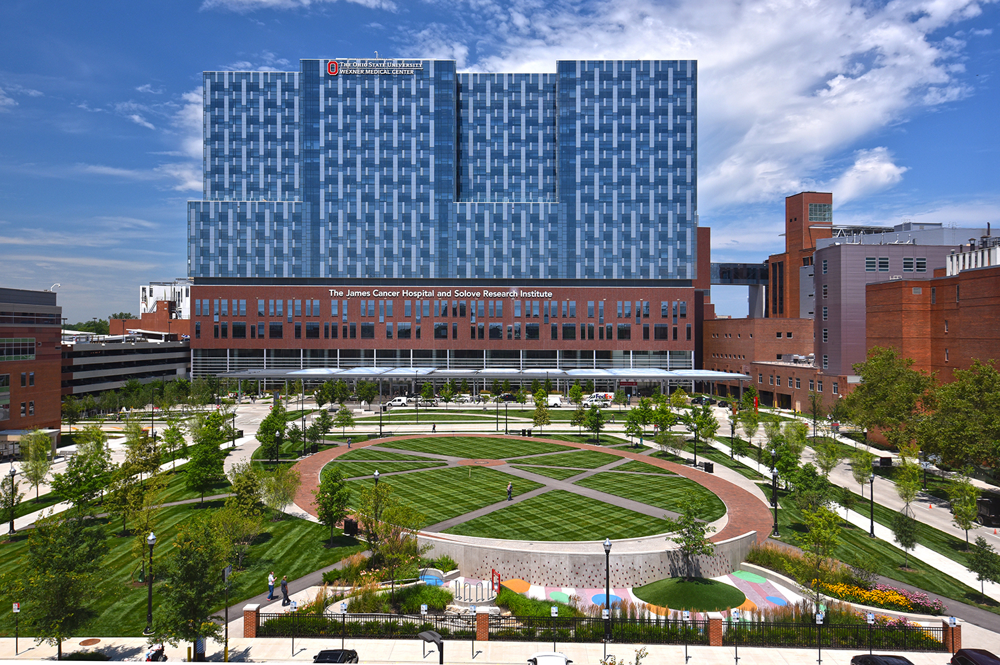 The Ohio State University
Wexner Medical Center
The James Cancer Hospital and Solove Research Institute
FedEx